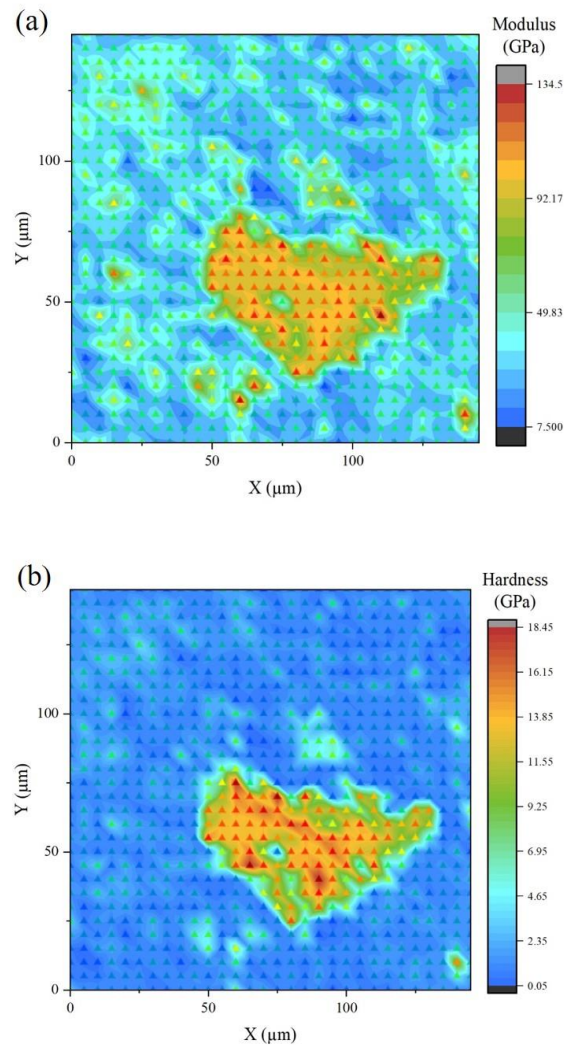 (a)
Modulus
(GPa)
134.5
92.17
49.83
7.500
100
50
0
Y (μm)
0
50
100
X (μm)
(b)
Hardness
(GPa)
18.45
16.15
13.85
11.55
9.25
6.95
4.65
2.35
0.05
100
50
0
Y (μm)
0
50
100
X (μm)